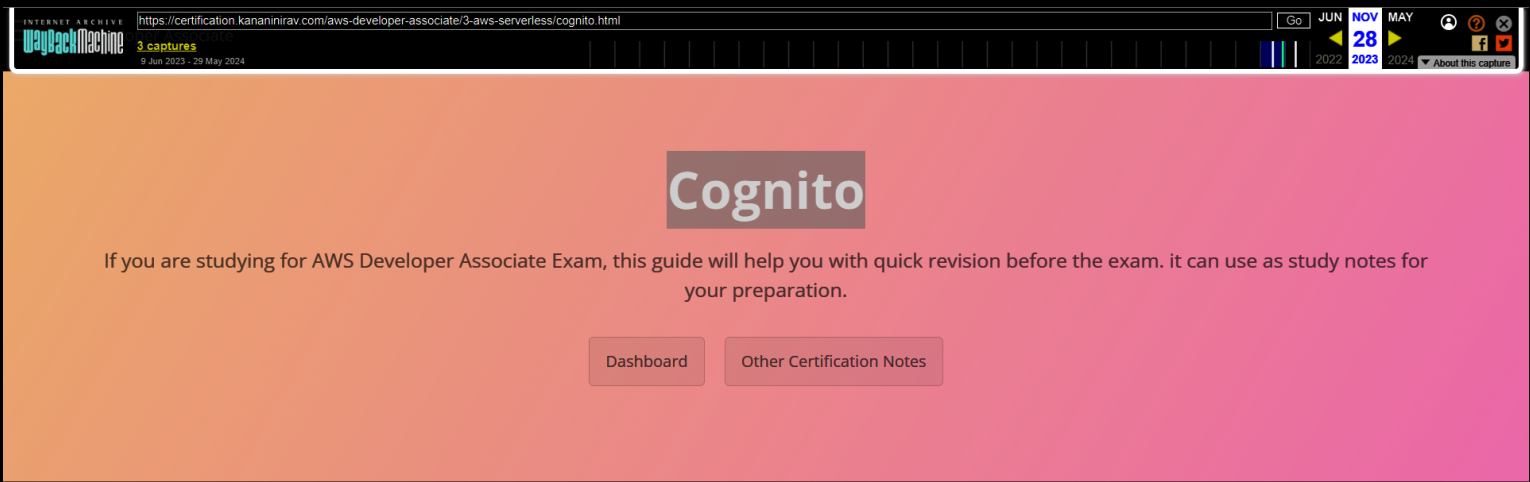 INTERNET ARCHIVE
WayBackMachine
https://certification.kananinirav.com/aws-developer-associate/3-aws-serverless/cognito.html
Go
JUN NOV MAY
3 captures
28
9 Jun 2023 - 29 May 2024
2022 2023 2024
About this capture
Cognito
If you are studying for AWS Developer Associate Exam, this guide will help you with quick revision before the exam. it can use as study notes for
your preparation.
Dashboard
Other Certification Notes